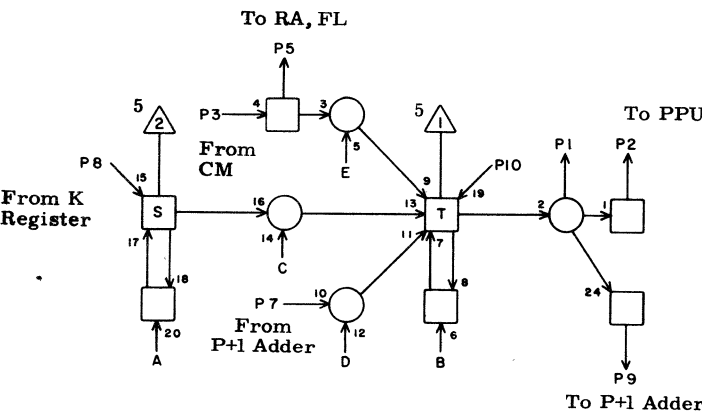 To RA, FL
P5
5
2
4
3
5
1
To PPU
P3
P1
P2
From
CM
5
E
P8
15
9
P10
19
From K
Register
S
16
13
T
2
1
17
14
11
7
C
18
10
8
24
P7
20
From
P+1 Adder
12
6
A
D
B
P9
To P+1 Adder